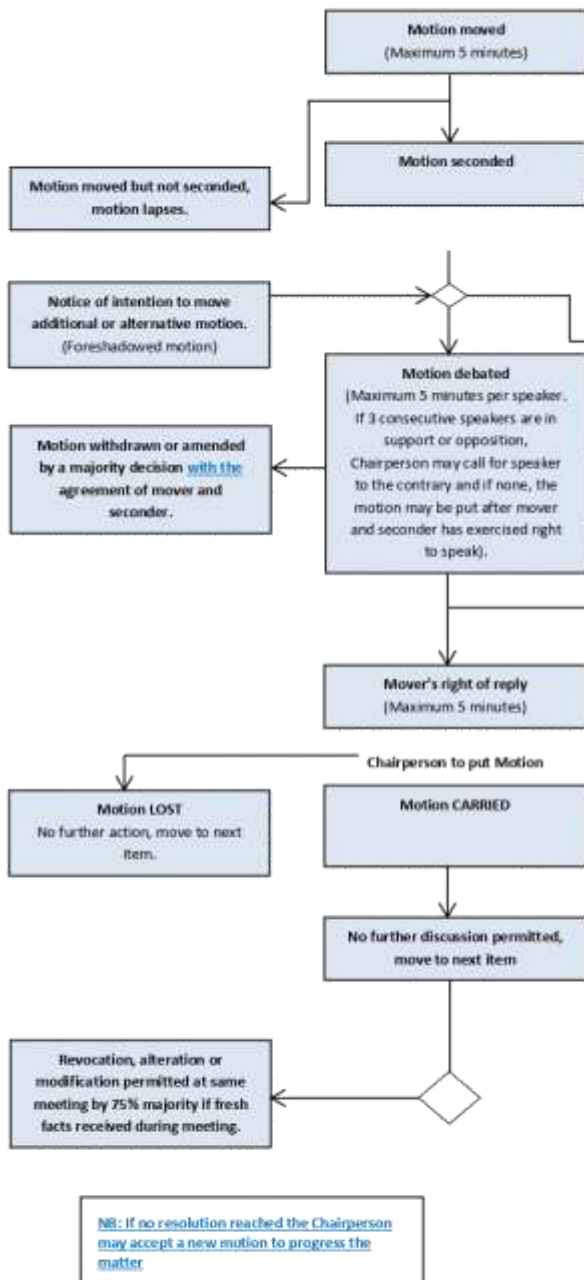 Motion moved
(Maximum 5 minutes)
Motion seconded
Motion moved but not seconded,
motion lapses.
Notice of intention to move
additional or alternative motion.
(Foreshadowed motion)
Motion debated
(Maximum 5 minutes per speaker.
If 3 consecutive speakers are in
support or opposition,
Chairperson may call for speaker
to the contrary and if none, the
motion may be put after mover
and seconder has exercised right
to speak).
Motion withdrawn or amended
by a majority decision with the
agreement of mover and
seconder.
Mover's right of reply
(Maximum 5 minutes)
Chairperson to put Motion
Motion LOST
No further action, move to next
item.
Motion CARRIED
No further discussion permitted,
move to next item
Revocation, alteration or
modification permitted at same
meeting by 75% majority if fresh
facts received during meeting.
NB: If no resolution reached the Chairperson
may accept a new motion to progress the
matter